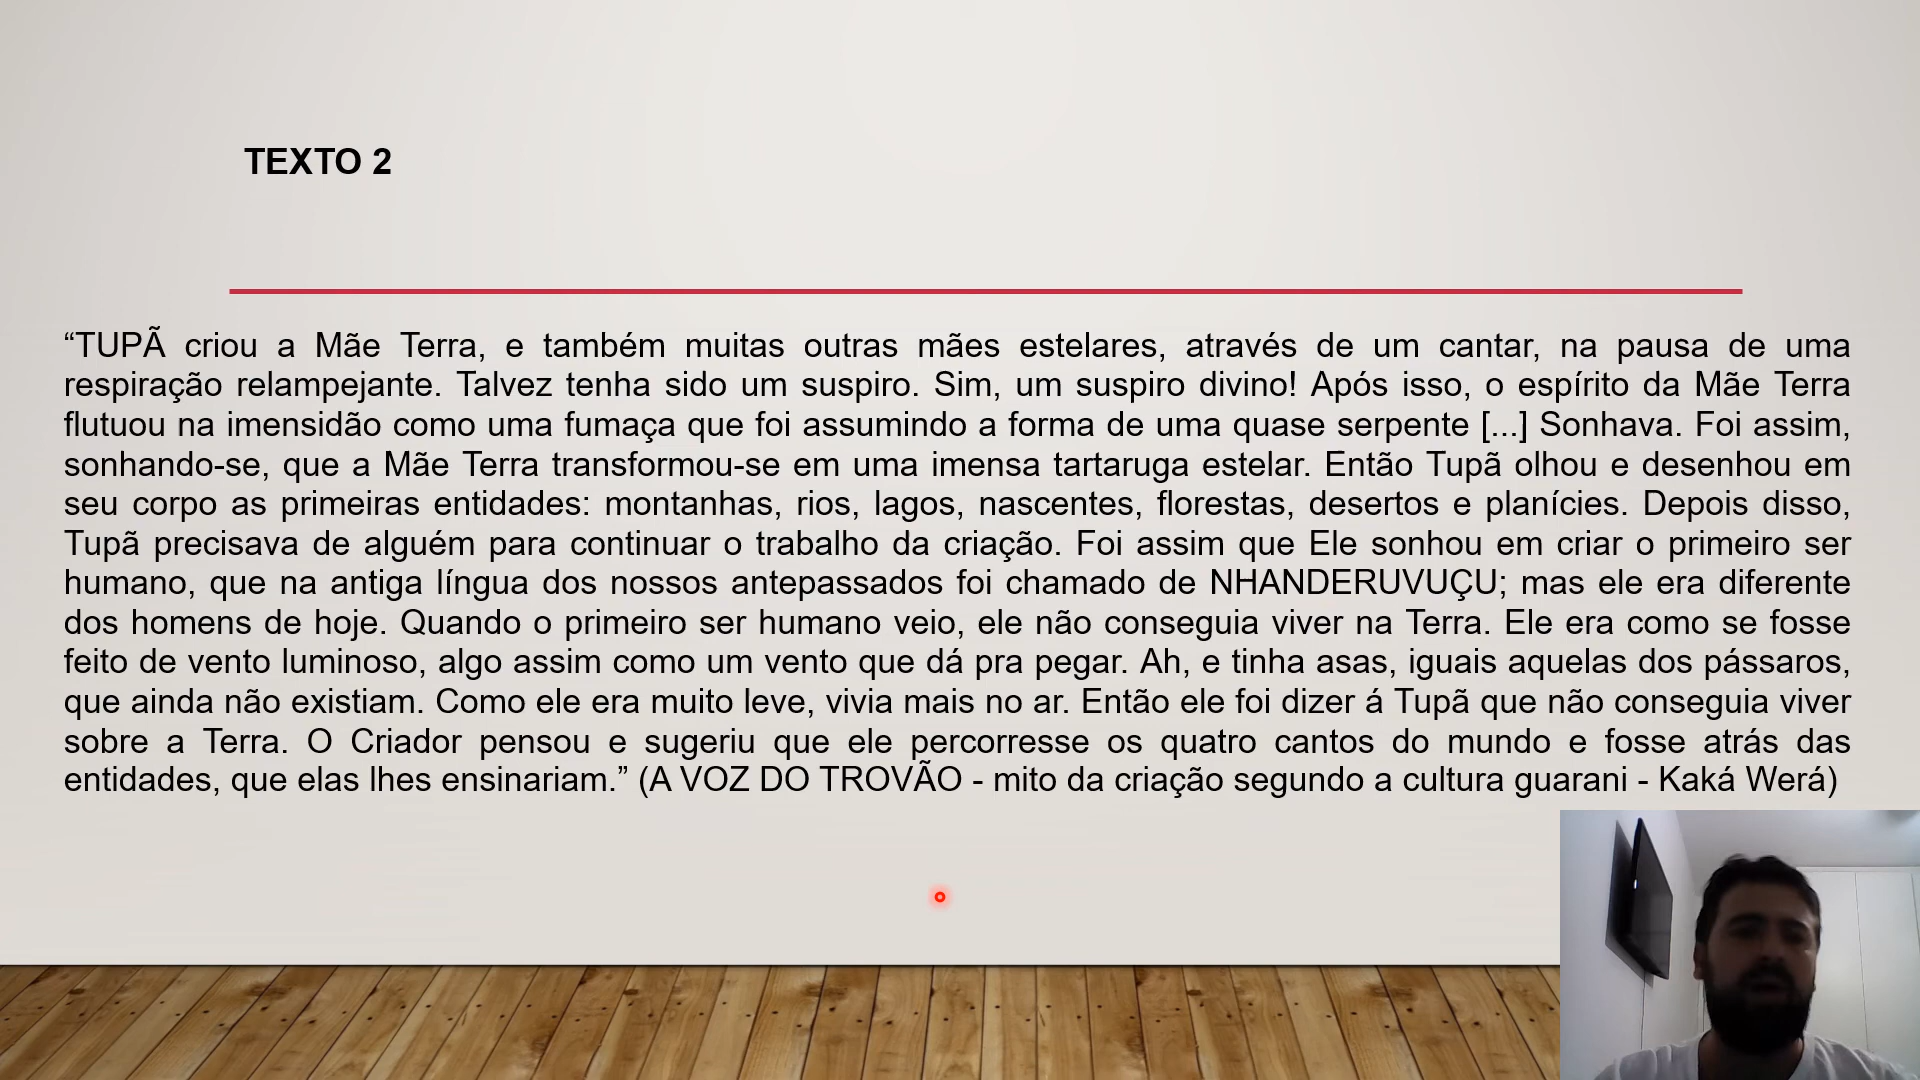 TEXTO 2
“TUPÃ criou a Mãe Terra, e também muitas outras mães estelares, através de um cantar, na pausa de uma
respiração relampejante. Talvez tenha sido um suspiro. Sim, um suspiro divino! Após isso, o espírito da Mãe Terra
flutuou na imensidão como uma fumaça que foi assumindo a forma de uma quase serpente [...] Sonhava. Foi assim,
sonhando-se, que a Mãe Terra transformou-se em uma imensa tartaruga estelar. Então Tupã olhou e desenhou em
seu corpo as primeiras entidades: montanhas, rios, lagos, nascentes, florestas, desertos e planícies. Depois disso,
Tupã precisava de alguém para continuar o trabalho da criação. Foi assim que Ele sonhou em criar o primeiro ser
humano, que na antiga língua dos nossos antepassados foi chamado de NHANDERUVUÇU; mas ele era diferente
dos homens de hoje. Quando o primeiro ser humano veio, ele não conseguia viver na Terra. Ele era como se fosse
feito de vento luminoso, algo assim como um vento que dá pra pegar. Ah, e tinha asas, iguais aquelas dos pássaros,
que ainda não existiam. Como ele era muito leve, vivia mais no ar. Então ele foi dizer á Tupã que não conseguia viver
sobre a Terra. O Criador pensou e sugeriu que ele percorresse os quatro cantos do mundo e fosse atrás das
entidades, que elas lhes ensinariam.” (A VOZ DO TROVÃO - mito da criação segundo a cultura guarani - Kaká Werá)